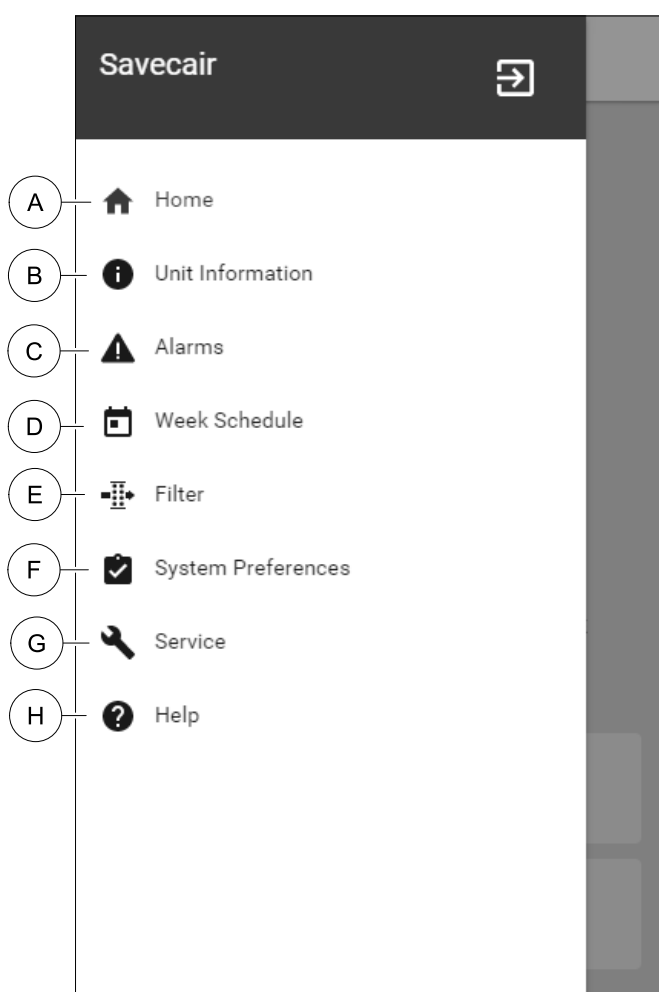 Savecair
A Home
B Unit Information
C Alarms
D Week Schedule
E Filter
F System Preferences
G Service
H Help